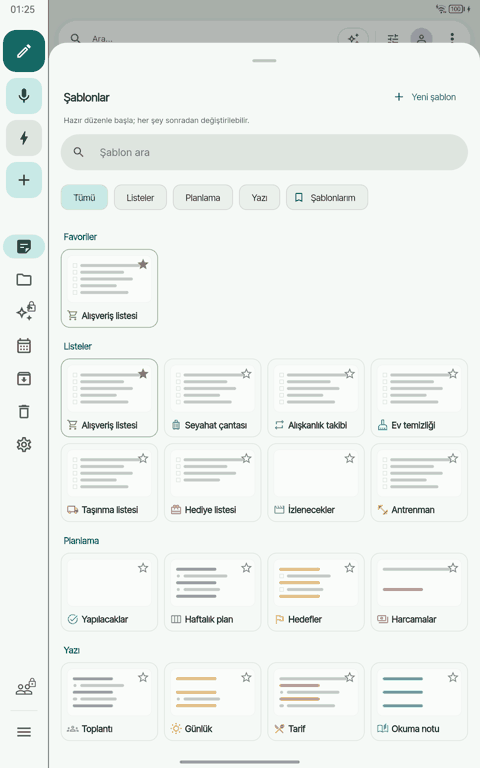 01:25
100
Ara...
Şablonlar
Yeni şablon
Hazır düzenle başla; her şey sonradan değiştirilebilir.
Şablon ara
Tümü
Listeler
Planlama
Yazı
Şablonlarım
Favoriler
Alışveriş listesi
Listeler
Alışveriş listesi
Seyahat çantası
Alışkanlık takibi
Ev temizliği
Taşınma listesi
Hediye listesi
İzlenecekler
Antrenman
Planlama
Yapılacaklar
Haftalık plan
Hedefler
Harcamalar
Yazı
Toplantı
Günlük
Tarif
Okuma notu